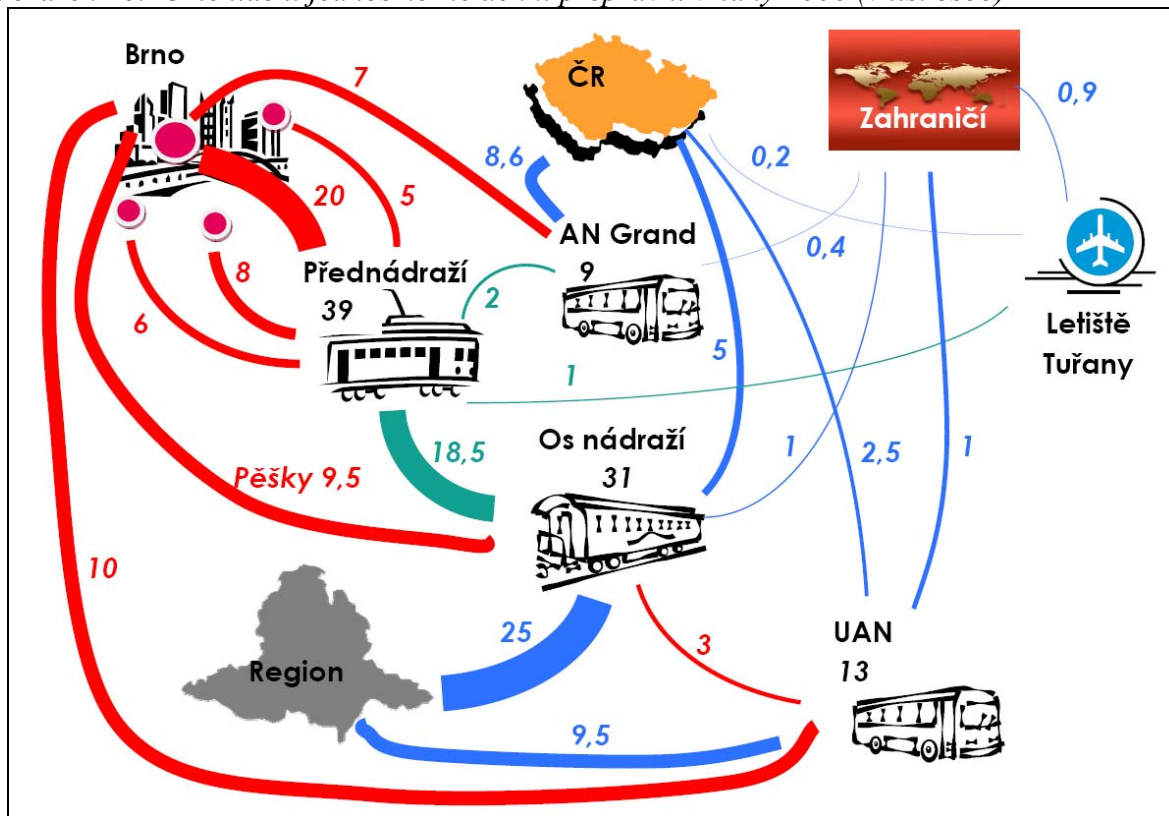 Brno
7
ČR
Zahraničí
0,9
8,6
0,2
20
5
AN Grand
9
0,4
Přednádraží
39
8
2
6
Letiště
Tuřany
5
1
Os nádraží
31
18,5
1
2,5
1
Pěšky 9,5
10
25
3
UAN
13
Region
9,5